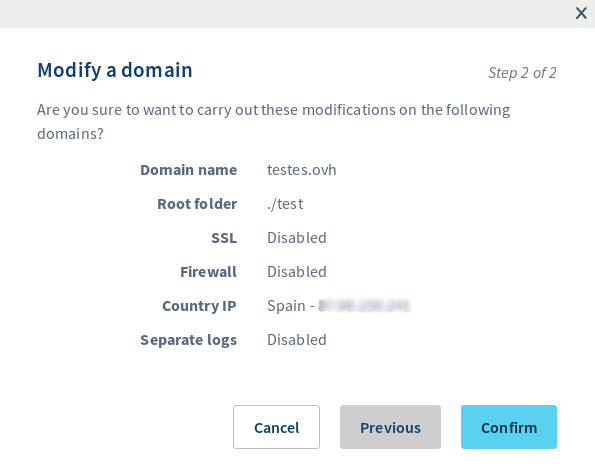 Modify a domain
Step 2 of 2
Are you sure to want to carry out these modifications on the following
domains?
Domain name testes.ovh
Root folder ./test
SSL Disabled
Firewall Disabled
Country IP Spain -
Separate logs Disabled
Cancel Previous Confirm